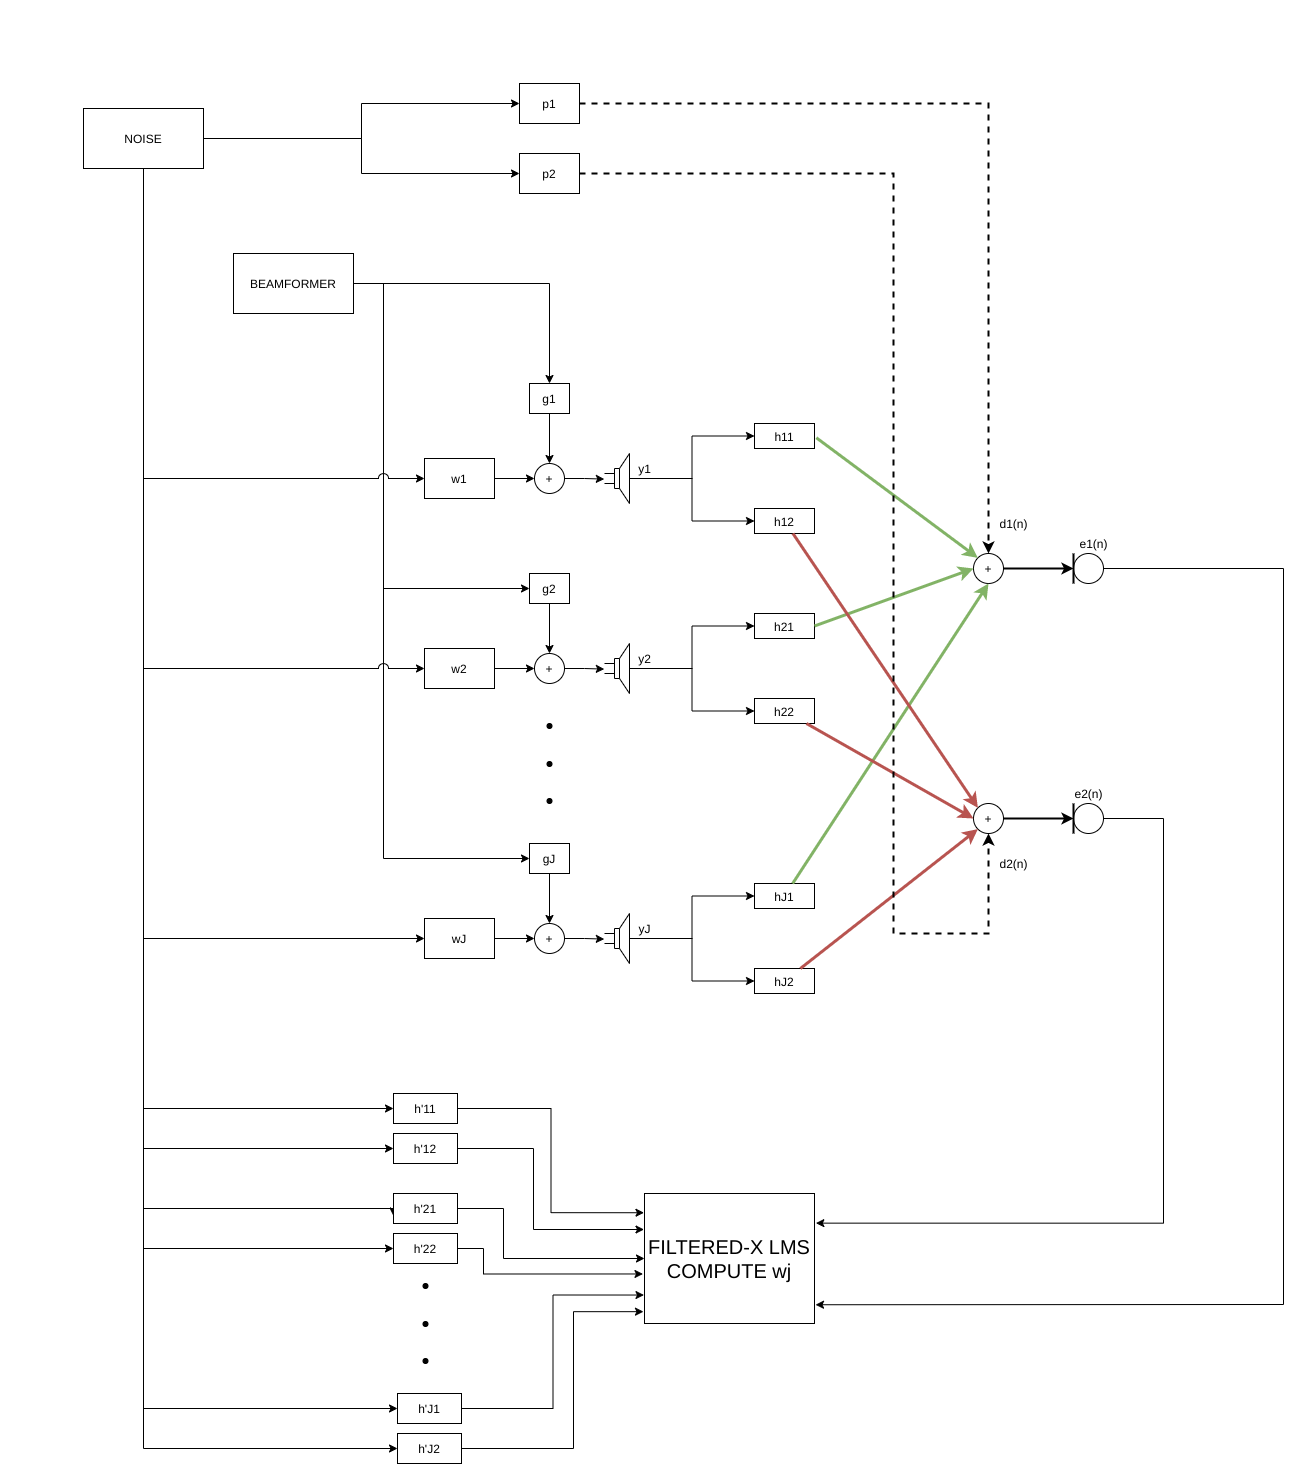 p1
NOISE
p2
BEAMFORMER
g1
h11
w1
+
y1
h12
d1(n)
e1(n)
+
g2
h21
w2
+
y2
h22
e2(n)
+
gJ
d2(n)
hJ1
wJ
+
yJ
hJ2
h'11
h'12
h'21
h'22
FILTERED-X LMS
COMPUTE wj
h'J1
h'J2